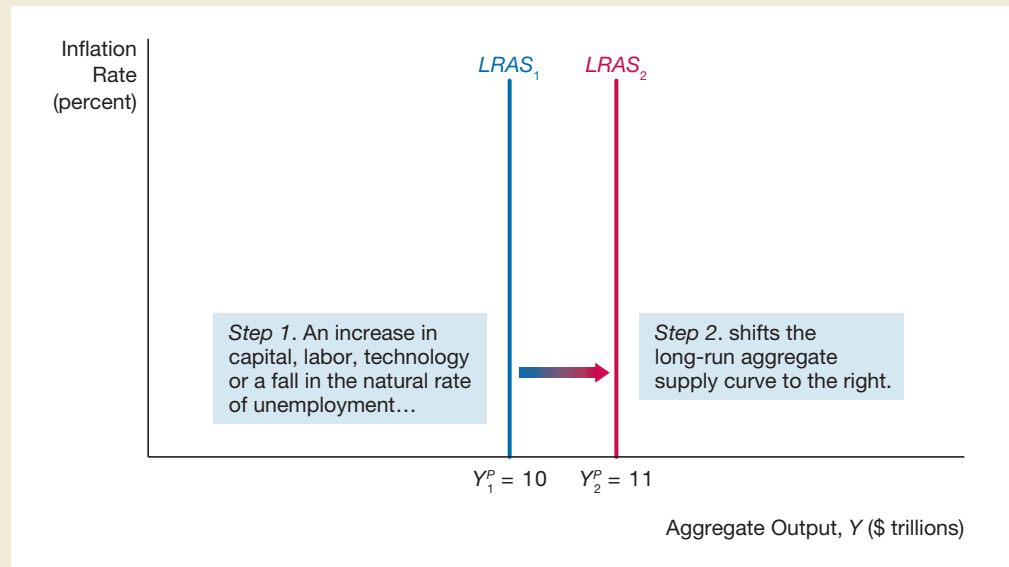 Inflation
Rate
(percent)
LRAS₁
LRAS₂
Step 1. An increase in
capital, labor, technology
or a fall in the natural rate
of unemployment…
Step 2. shifts the
long-run aggregate
supply curve to the right.
Y₁ᴾ = 10
Y₂ᴾ = 11
Aggregate Output, Y ($ trillions)